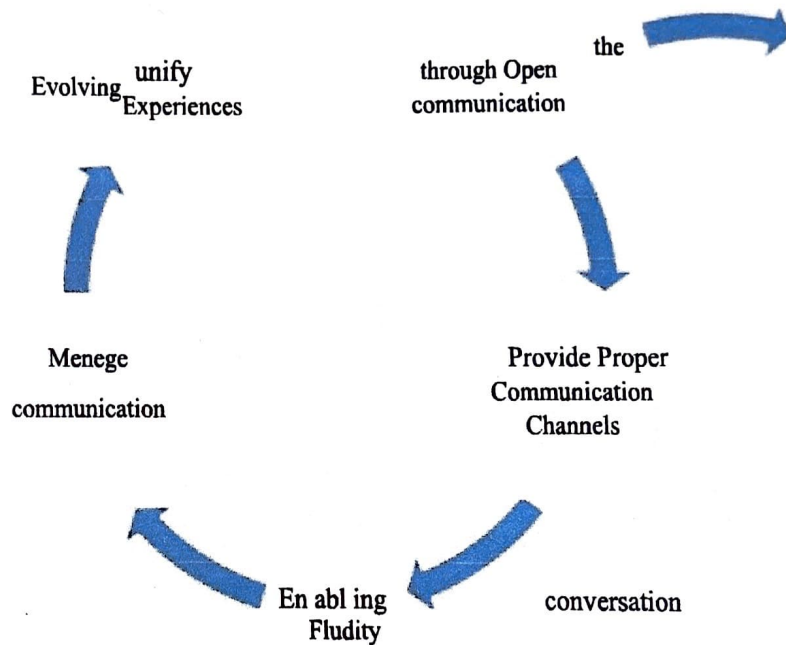 the
unify
Evolving
Experiences
through Open
communication
Menege
communication
Provide Proper
Communication
Channels
En abl ing
Fludity
conversation